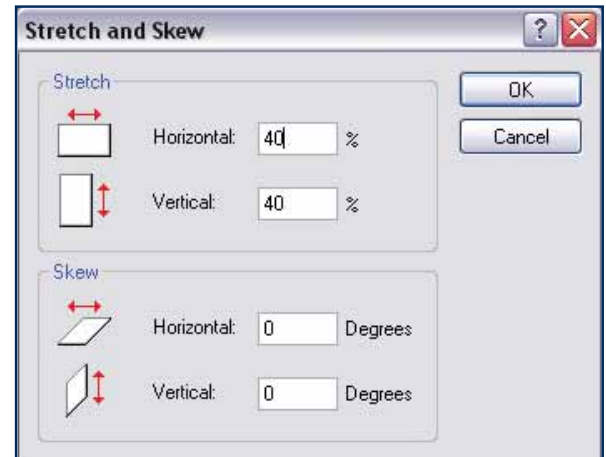 Stretch and Skew
Stretch
OK
Horizontal: 40 %
Cancel
Vertical: 40 %
Skew
Horizontal: 0 Degrees
Vertical: 0 Degrees